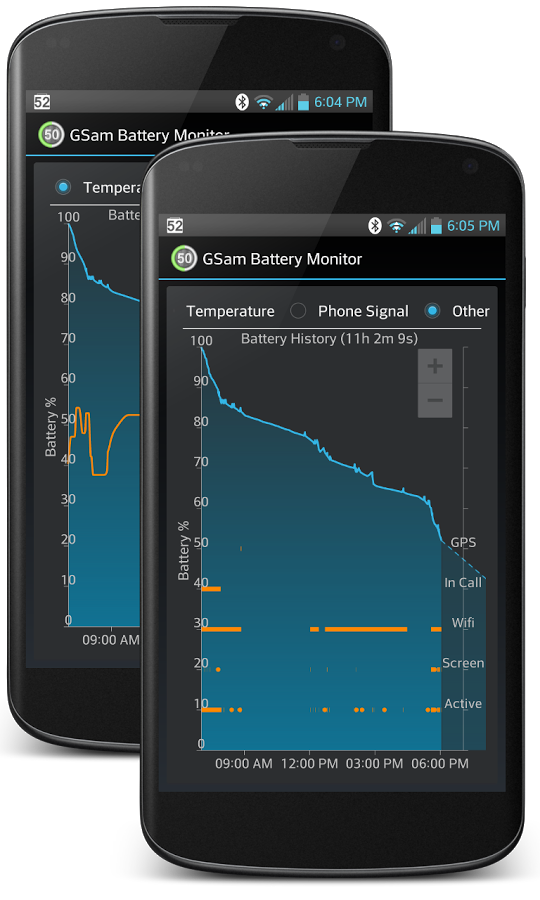 52 6:04 PM
50 GSam Battery Monitor
Tempera
100 Batte
90
80
70
60
50
40
30
20
10
0
Battery %
09:00 AM
52 6:05 PM
50 GSam Battery Monitor
Temperature Phone Signal Other
100 Battery History (11h 2m 9s)
+
90
−
80
70
60
50 GPS
40 In Call
30 Wifi
20 Screen
10 Active
0
Battery %
09:00 AM 12:00 PM 03:00 PM 06:00 PM